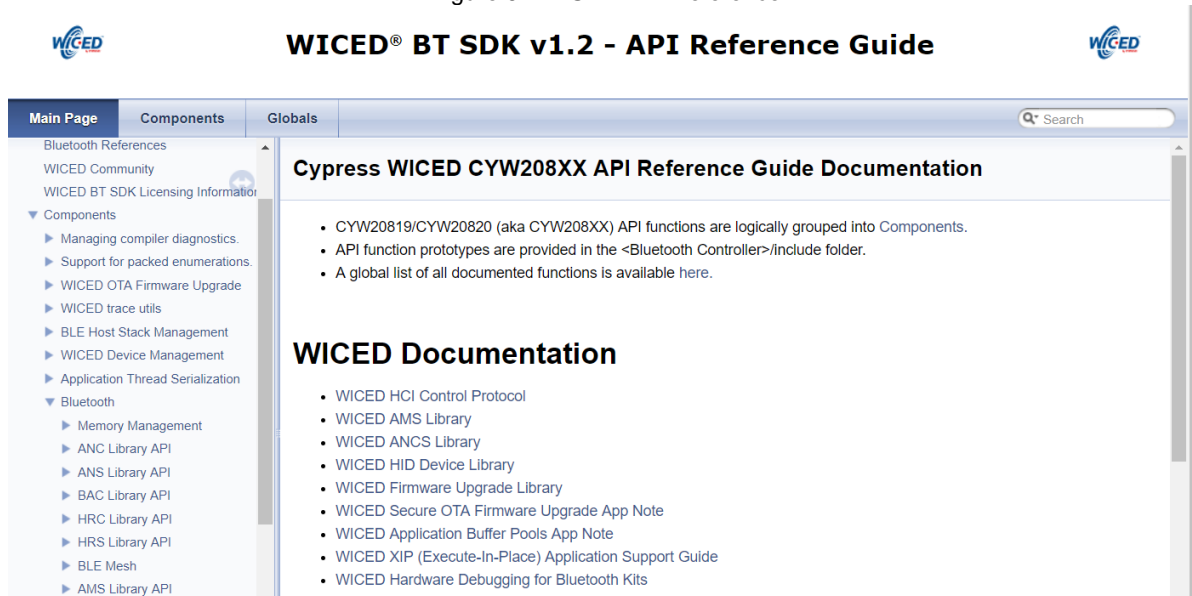 WICED
WICED® BT SDK v1.2 - API Reference Guide
WICED
Main Page
Components
Globals
Search
Bluetooth References
WICED Community
WICED BT SDK Licensing Information
Components
Managing compiler diagnostics.
Support for packed enumerations.
WICED OTA Firmware Upgrade
WICED trace utils
BLE Host Stack Management
WICED Device Management
Application Thread Serialization
Bluetooth
Memory Management
ANC Library API
ANS Library API
BAC Library API
HRC Library API
HRS Library API
BLE Mesh
AMS Library API
Cypress WICED CYW208XX API Reference Guide Documentation
• CYW20819/CYW20820 (aka CYW208XX) API functions are logically grouped into Components.
• API function prototypes are provided in the <Bluetooth Controller>/include folder.
• A global list of all documented functions is available here.
WICED Documentation
• WICED HCI Control Protocol
• WICED AMS Library
• WICED ANCS Library
• WICED HID Device Library
• WICED Firmware Upgrade Library
• WICED Secure OTA Firmware Upgrade App Note
• WICED Application Buffer Pools App Note
• WICED XIP (Execute-In-Place) Application Support Guide
• WICED Hardware Debugging for Bluetooth Kits